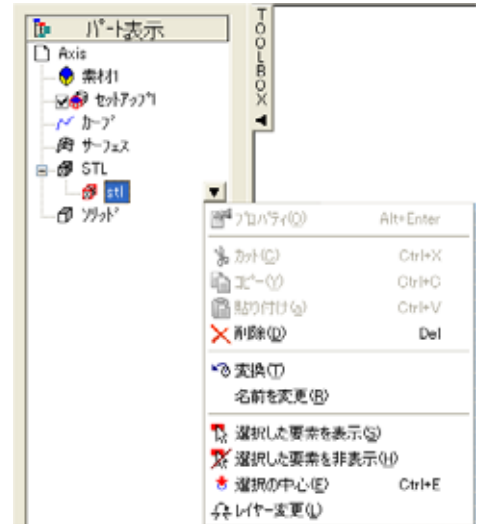 パート表示
TOOLBOX
Axis
素材1
セットアップ1
カーブ
サーフェス
STL
stl
ソリッド
プロパティ(O) Alt+Enter
カット(C) Ctrl+X
コピー(Y) Ctrl+C
貼り付け(a) Ctrl+V
削除(D) Del
変換(T)
名前を変更(R)
選択した要素を表示(S)
選択した要素を非表示(H)
選択の中心(E) Ctrl+E
レイヤー変更(L)